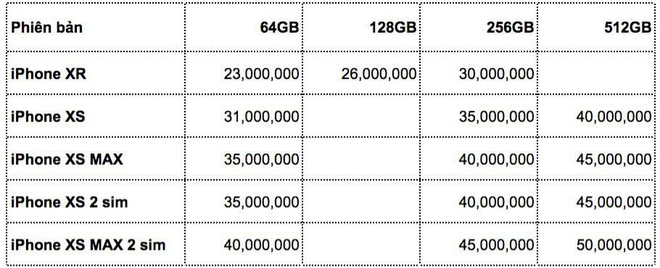 Phiên bản 64GB 128GB 256GB 512GB
iPhone XR 23,000,000 26,000,000 30,000,000
iPhone XS 31,000,000 35,000,000 40,000,000
iPhone XS MAX 35,000,000 40,000,000 45,000,000
iPhone XS 2 sim 35,000,000 40,000,000 45,000,000
iPhone XS MAX 2 sim 40,000,000 45,000,000 50,000,000